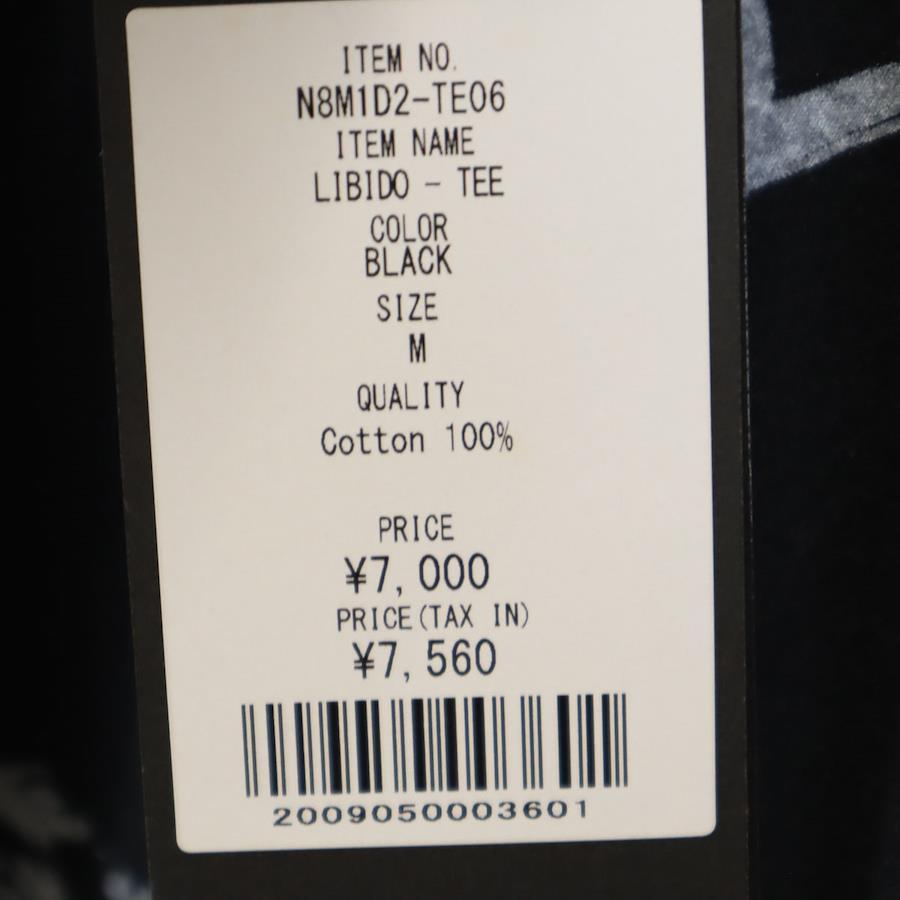 ITEM NO.
N8M1D2-TE06
ITEM NAME
LIBIDO - TEE
COLOR
BLACK
SIZE
M
QUALITY
Cotton 100%
PRICE
¥7,000
PRICE(TAX IN)
¥7,560
2009050003601